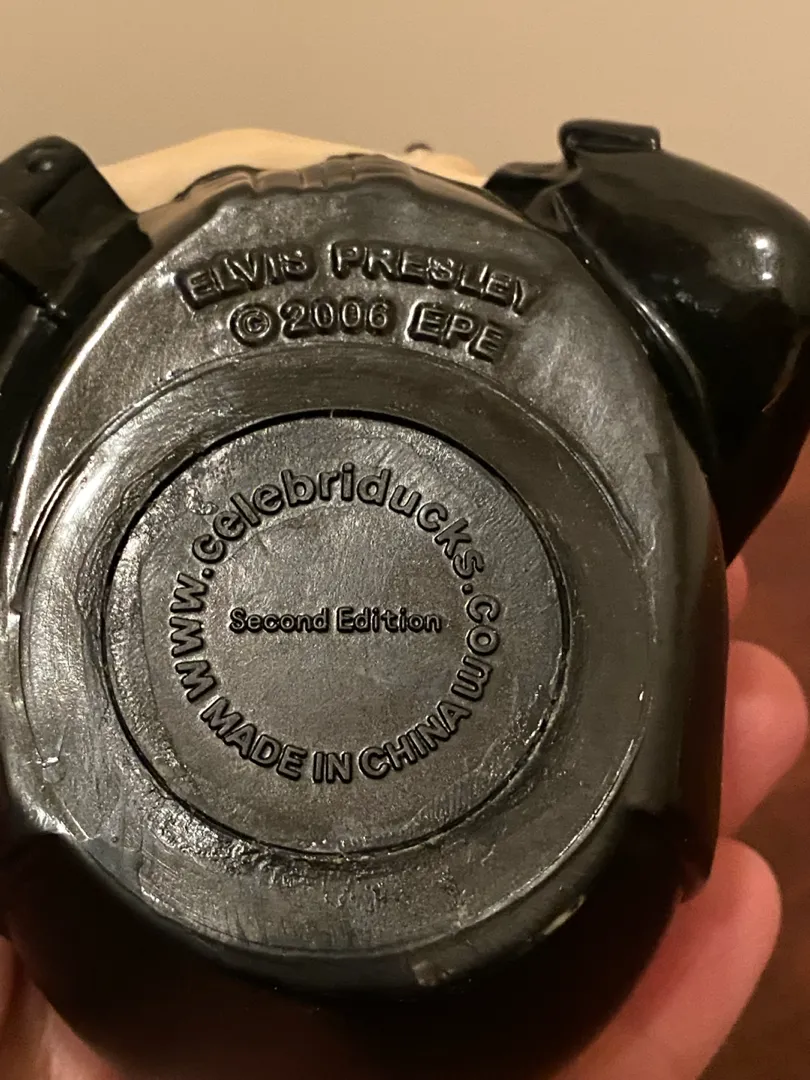 ELVIS PRESLEY
©2006 EPE
www.celebriducks.com
Second Edition
MADE IN CHINA